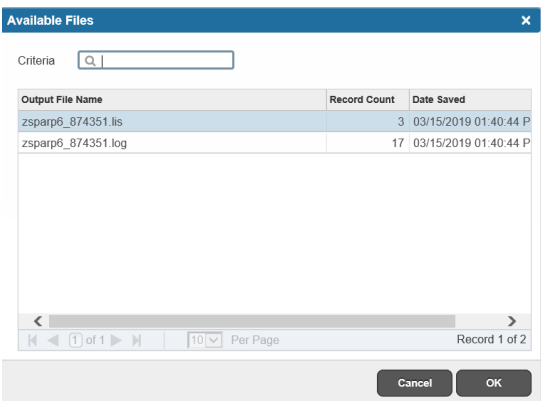 Available Files
Criteria
Output File Name Record Count Date Saved
zsparp6_874351.lis 3 03/15/2019 01:40:44 P
zsparp6_874351.log 17 03/15/2019 01:40:44 P
1 of 1 10 Per Page Record 1 of 2
Cancel OK